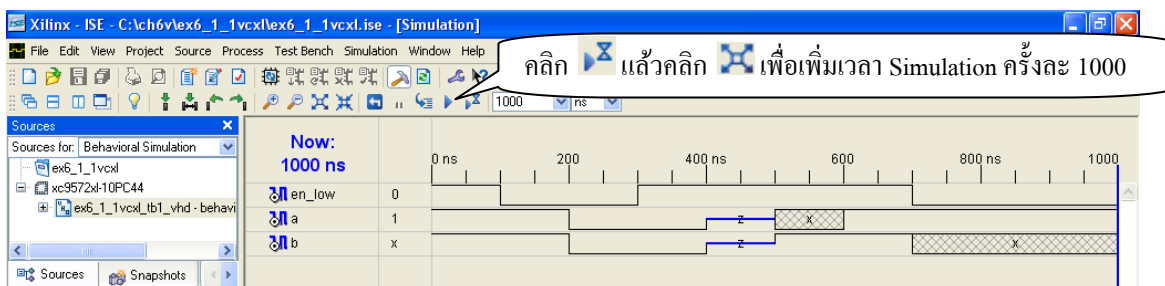 Xilinx - ISE - C:\ch6v\ex6_1_1vcxl\ex6_1_1vcxl.ise - [Simulation]
File Edit View Project Source Process Test Bench Simulation Window Help
คลิก แล้วคลิก เพื่อเพิ่มเวลา Simulation ครั้งละ 1000
1000 ns
Sources
Sources for: Behavioral Simulation
ex6_1_1vcxl
xc9572xl-10PC44
ex6_1_1vcxl_tb1_vhd - behavi
Sources Snapshots
Now:
1000 ns
0 ns 200 400 ns 600 800 ns 1000
en_low 0
a 1 z x
b x z x